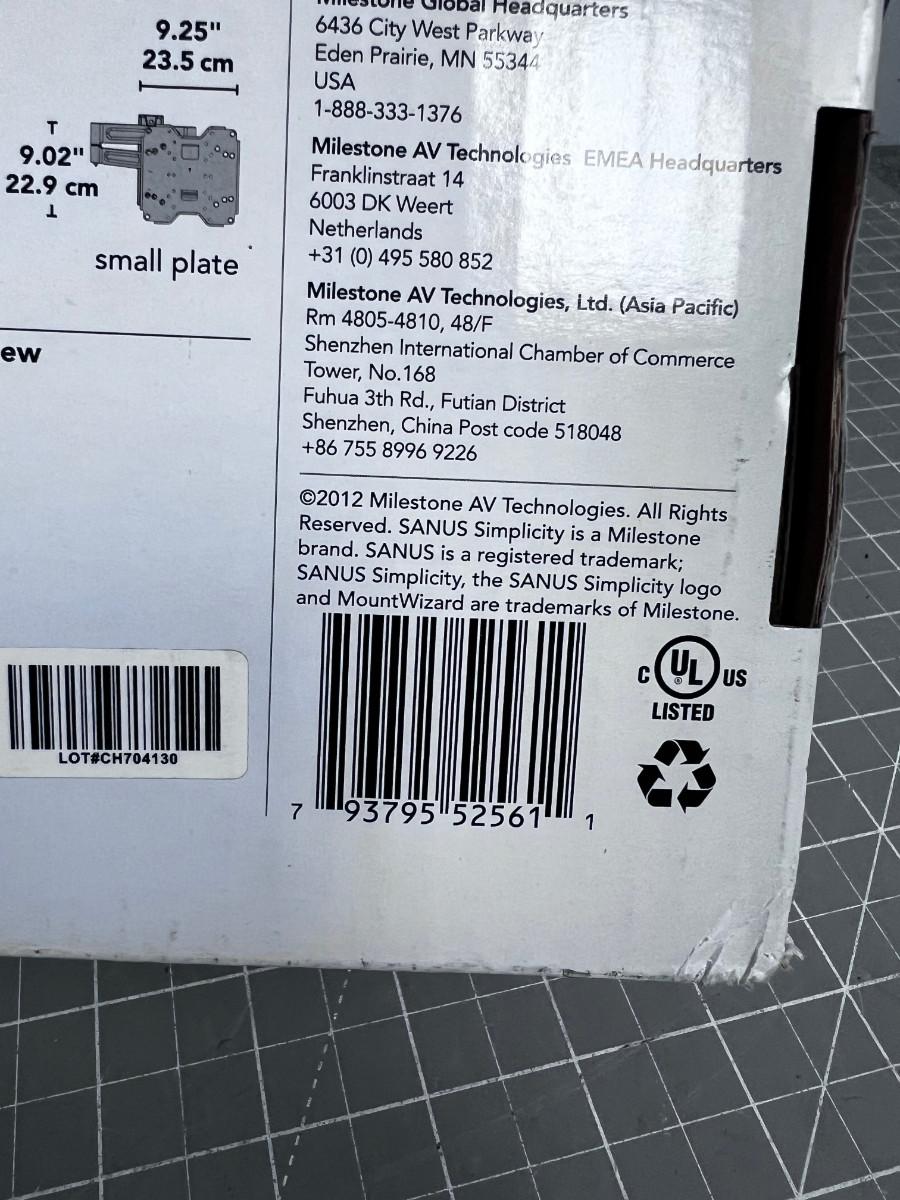 9.25"
23.5 cm
9.02"
22.9 cm
small plate
ew
Milestone Global Headquarters
6436 City West Parkway
Eden Prairie, MN 55344
USA
1-888-333-1376
Milestone AV Technologies EMEA Headquarters
Franklinstraat 14
6003 DK Weert
Netherlands
+31 (0) 495 580 852
Milestone AV Technologies, Ltd. (Asia Pacific)
Rm 4805-4810, 48/F
Shenzhen International Chamber of Commerce
Tower, No.168
Fuhua 3th Rd., Futian District
Shenzhen, China Post code 518048
+86 755 8996 9226
©2012 Milestone AV Technologies. All Rights
Reserved. SANUS Simplicity is a Milestone
brand. SANUS is a registered trademark;
SANUS Simplicity, the SANUS Simplicity logo
and MountWizard are trademarks of Milestone.
LOT#CH704130
7 93795 52561 1
C UL ® US
LISTED